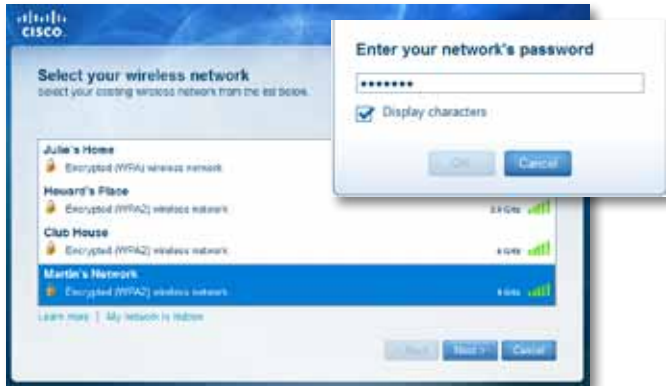 cisco
Select your wireless network
Select your existing wireless network from the list below.
Julie's Home
Encrypted (WPA) wireless network
Howard's Place
Encrypted (WPA2) wireless network
Club House
Encrypted (WPA2) wireless network
Martin's Network
Encrypted (WPA2) wireless network
Learn more | My network is hidden
Next >
Cancel
Enter your network's password
•••••••
Display characters
OK
Cancel